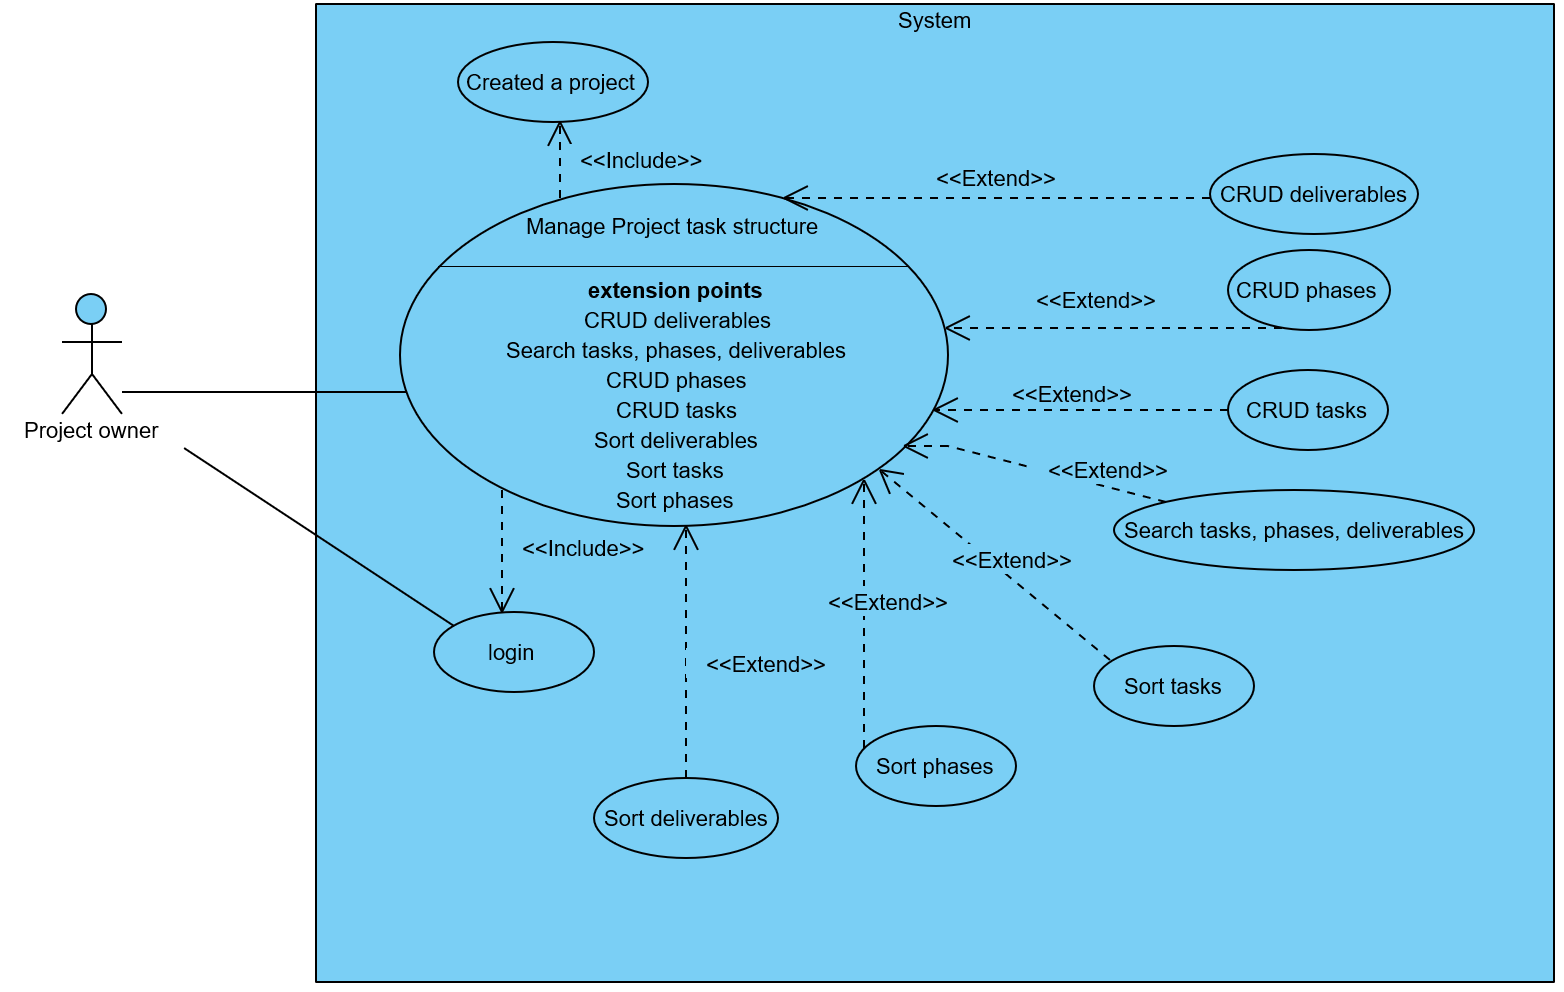 System
Created a project
<<Include>>
<<Extend>>
CRUD deliverables
Manage Project task structure
extension points
CRUD deliverables
Search tasks, phases, deliverables
CRUD phases
CRUD tasks
Sort deliverables
Sort tasks
Sort phases
<<Extend>>
CRUD phases
<<Extend>>
CRUD tasks
Project owner
<<Extend>>
Search tasks, phases, deliverables
<<Include>>
<<Extend>>
<<Extend>>
login
<<Extend>>
Sort tasks
Sort phases
Sort deliverables